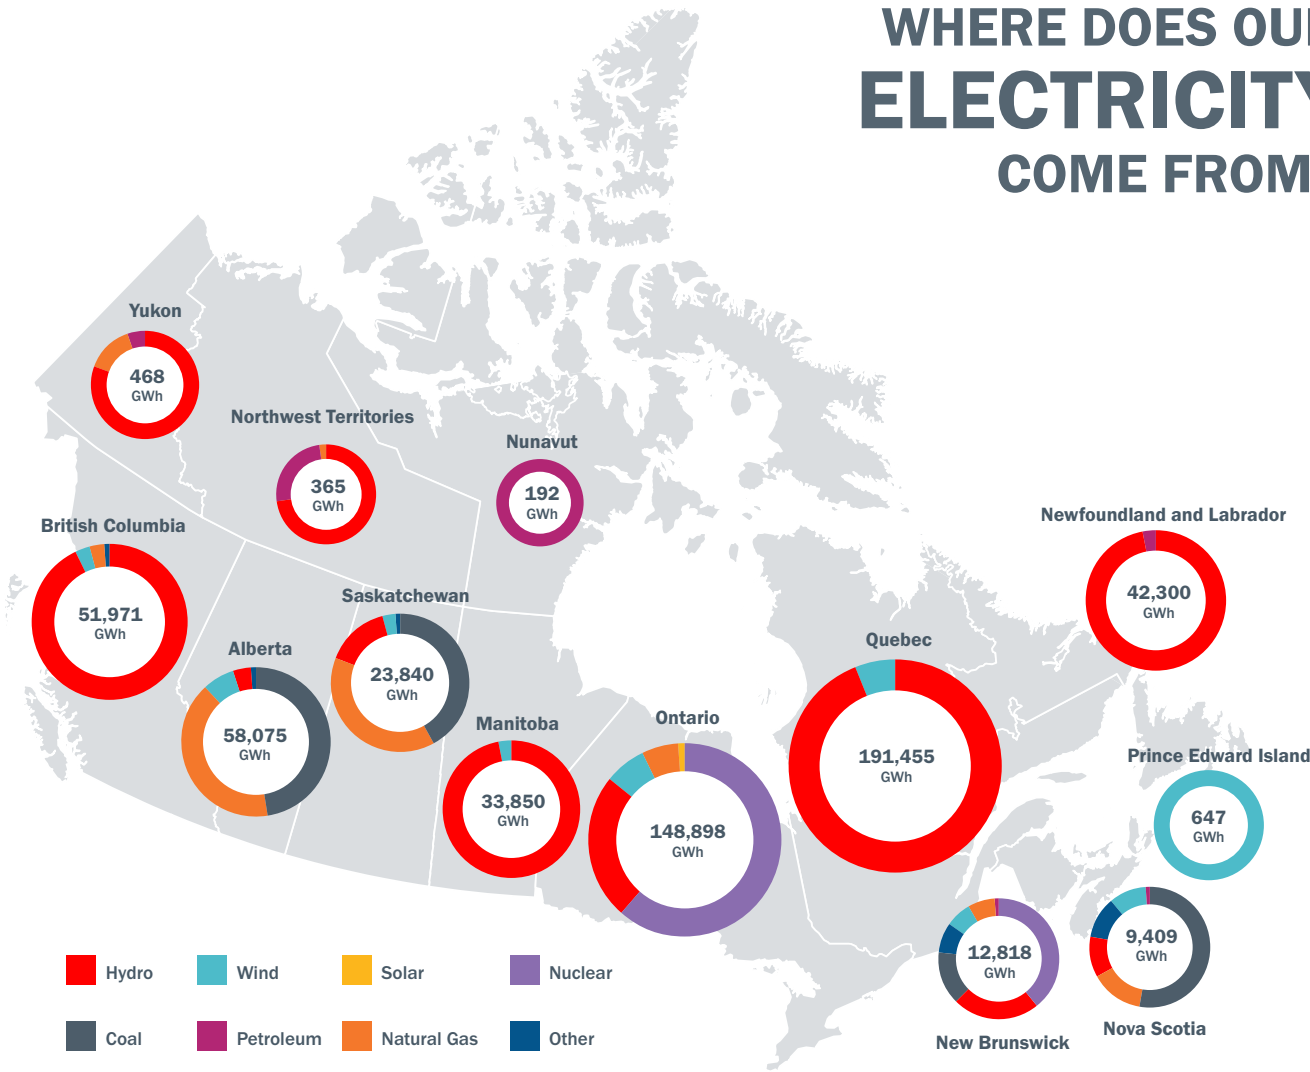 WHERE DOES OU
ELECTRICITY
COME FROM
Yukon
468
GWh
Northwest Territories
365
GWh
Nunavut
192
GWh
British Columbia
51,971
GWh
Alberta
58,075
GWh
Saskatchewan
23,840
GWh
Manitoba
33,850
GWh
Ontario
148,898
GWh
Quebec
191,455
GWh
Newfoundland and Labrador
42,300
GWh
Prince Edward Island
647
GWh
12,818
GWh
New Brunswick
9,409
GWh
Nova Scotia
Hydro
Wind
Solar
Nuclear
Coal
Petroleum
Natural Gas
Other